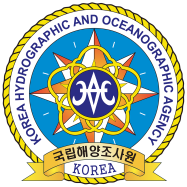 KOREA HYDROGRAPHIC AND OCEANOGRAPHIC AGENCY
국립해양조사원
KOREA